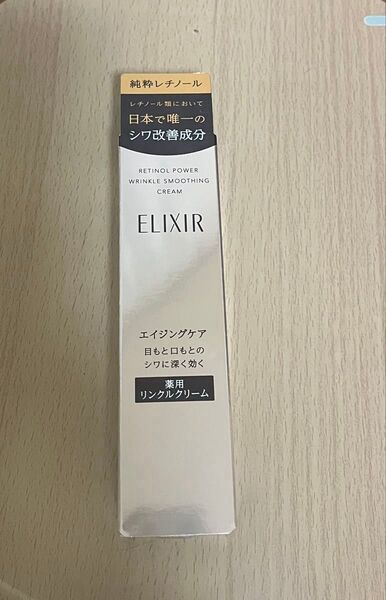 純粋レチノール
レチノール類において
日本で唯一の
シワ改善成分
RETINOL POWER
WRINKLE SMOOTHING
CREAM
ELIXIR
エイジングケア
目もと口もとの
シワに深く効く
薬用
リンクルクリーム